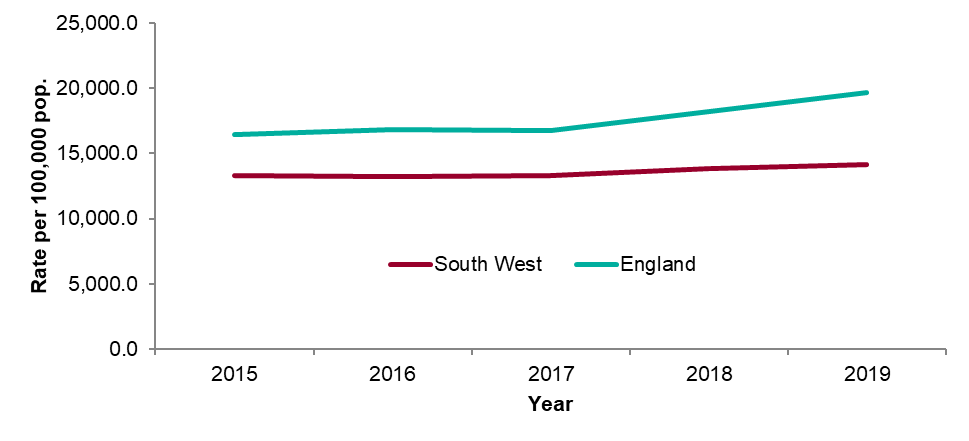 25,000.0
20,000.0
15,000.0
10,000.0
5,000.0
0.0
Rate per 100,000 pop.
South West
England
2015
2016
2017
2018
2019
Year